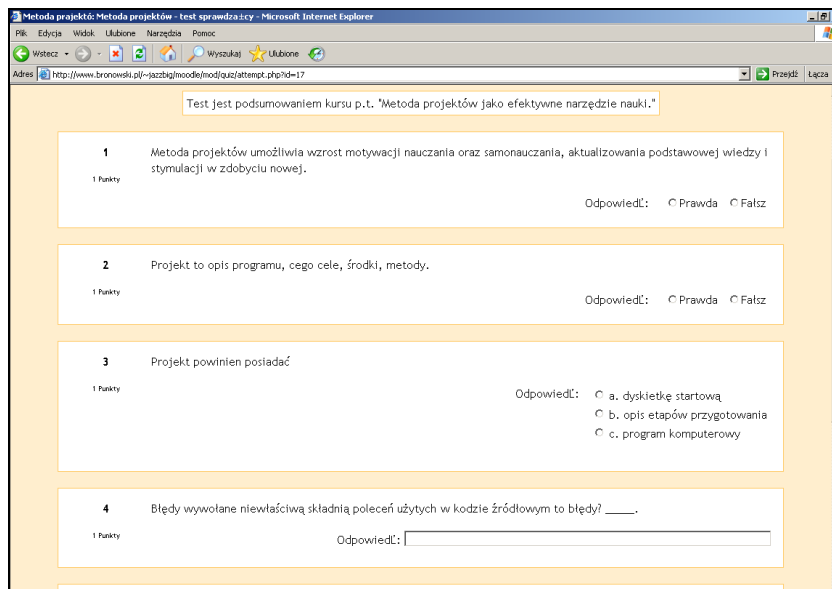 Metoda prajektó: Metoda projektów - test sprawdza±cy - Microsoft Internet Explorer
Plik Edycja Widok Ulubione Narzędzia Pomoc
Wstecz Wyszukaj Ulubione
Adres http://www.bronowski.pl/~jazzbig/moodle/mod/quiz/attempt.php?id=17 Przejdź Łącza
Test jest podsumowaniem kursu p.t. "Metoda projektów jako efektywne narzędzie nauki."
1 Metoda projektów umożliwia wzrost motywacji nauczania oraz samonauczania, aktualizowania podstawowej wiedzy i
stymulacji w zdobyciu nowej.
1 Punkty
Odpowiedľ: Prawda Fałsz
2 Projekt to opis programu, cego cele, środki, metody.
1 Punkty
Odpowiedľ: Prawda Fałsz
3 Projekt powinien posiadać
1 Punkty
Odpowiedľ: a. dyskietkę startową
b. opis etapów przygotowania
c. program komputerowy
4 Błędy wywołane niewłaściwą składnią poleceń użytych w kodzie źródłowym to błędy? _____.
1 Punkty
Odpowiedľ: